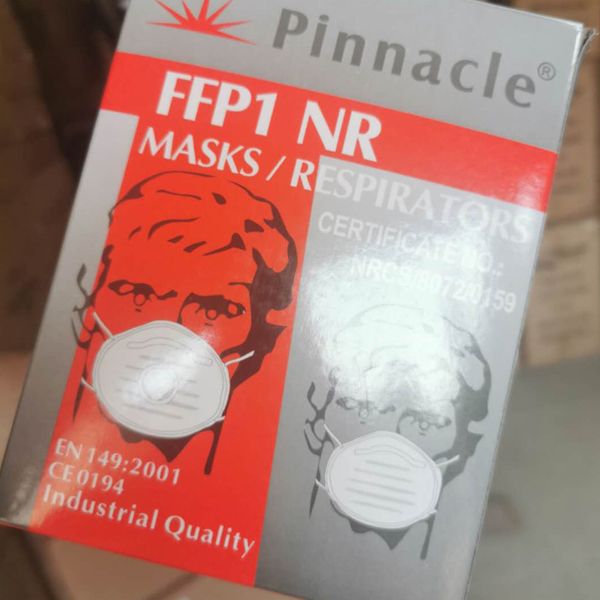 Pinnacle®
FFP1 NR
MASKS / RESPIRATORS
CERTIFICATE NO.:
NRCS/8072/0159
EN 149:2001
CE 0194
Industrial Quality